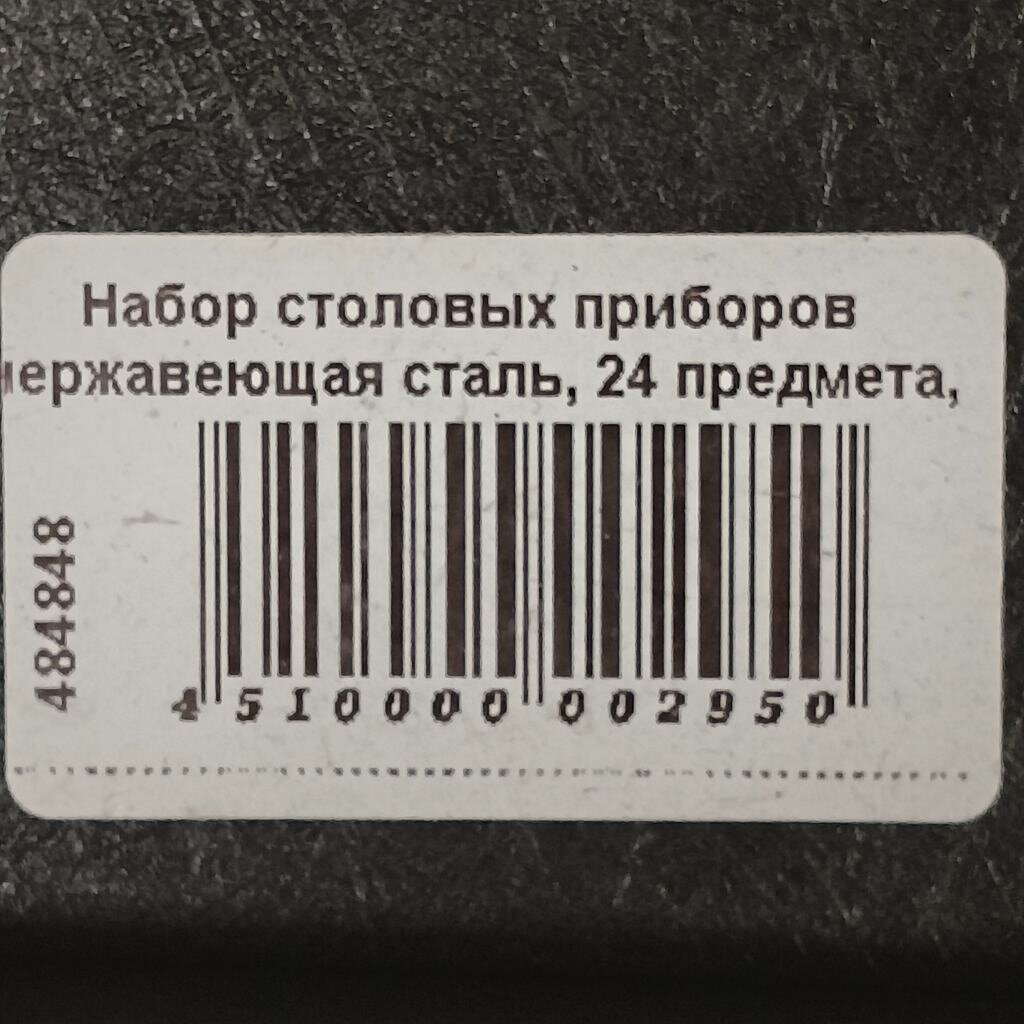 Набор столовых приборов
нержавеющая сталь, 24 предмета,
484848
4 510000 002950